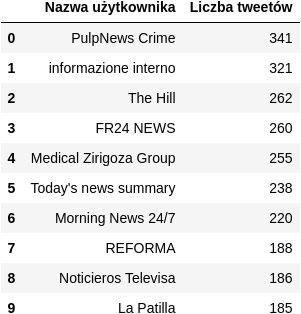 Nazwa użytkownika Liczba tweetów
0 PulpNews Crime 341
1 informazione interno 321
2 The Hill 262
3 FR24 NEWS 260
4 Medical Zirigoza Group 255
5 Today's news summary 238
6 Morning News 24/7 220
7 REFORMA 188
8 Noticieros Televisa 186
9 La Patilla 185